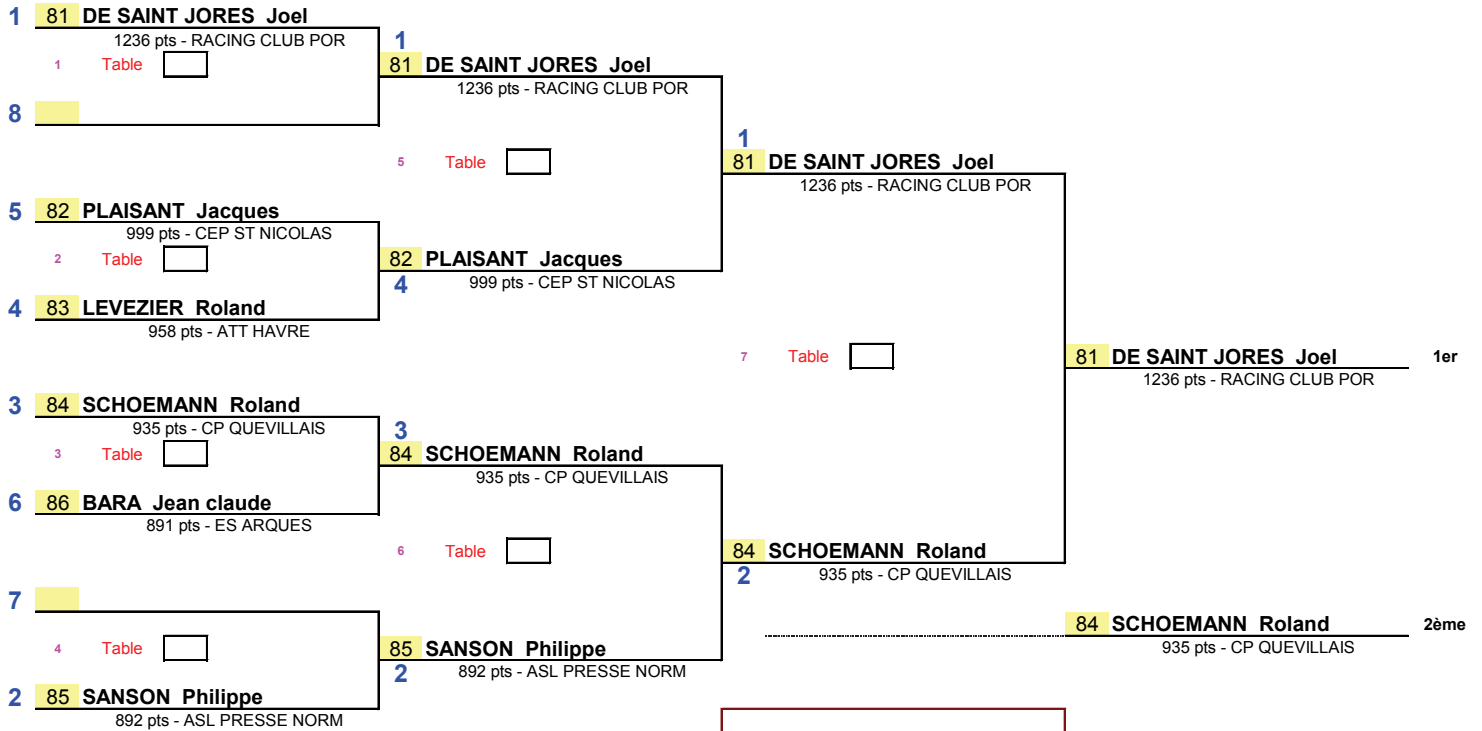 1 81 DE SAINT JORES Joel
1236 pts - RACING CLUB POR
1 Table
8
5 82 PLAISANT Jacques
999 pts - CEP ST NICOLAS
2 Table
4 83 LEVEZIER Roland
958 pts - ATT HAVRE
3 84 SCHOEMANN Roland
935 pts - CP QUEVILLAIS
3 Table
6 86 BARA Jean claude
891 pts - ES ARQUES
7
4 Table
2 85 SANSON Philippe
892 pts - ASL PRESSE NORM
1
81 DE SAINT JORES Joel
1236 pts - RACING CLUB POR
5 Table
82 PLAISANT Jacques
4 999 pts - CEP ST NICOLAS
3
84 SCHOEMANN Roland
935 pts - CP QUEVILLAIS
6 Table
85 SANSON Philippe
2 892 pts - ASL PRESSE NORM
1
81 DE SAINT JORES Joel
1236 pts - RACING CLUB POR
7 Table
84 SCHOEMANN Roland
2 935 pts - CP QUEVILLAIS
81 DE SAINT JORES Joel 1er
1236 pts - RACING CLUB POR
84 SCHOEMANN Roland 2ème
935 pts - CP QUEVILLAIS